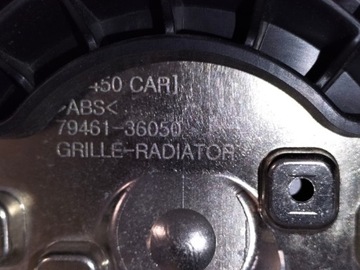 450 CAR]
>ABS<
79461-36050
GRILLE-RADIATOR